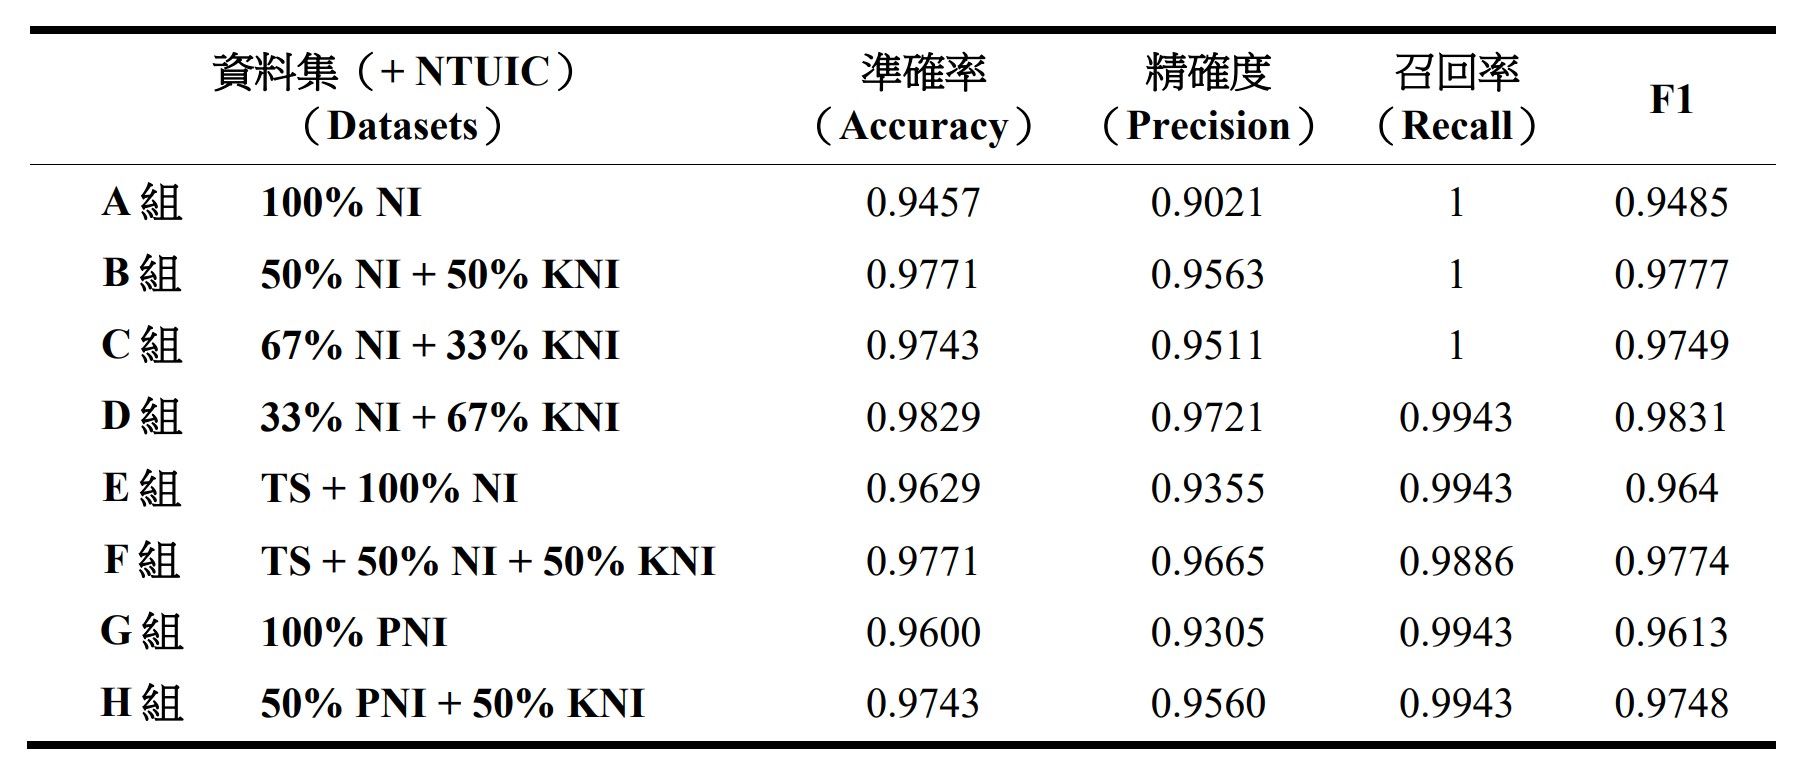 資料集（+ NTUIC） 準確率 精確度 召回率 F1
（Datasets） （Accuracy） （Precision） （Recall）
A 組 100% NI 0.9457 0.9021 1 0.9485
B 組 50% NI + 50% KNI 0.9771 0.9563 1 0.9777
C 組 67% NI + 33% KNI 0.9743 0.9511 1 0.9749
D 組 33% NI + 67% KNI 0.9829 0.9721 0.9943 0.9831
E 組 TS + 100% NI 0.9629 0.9355 0.9943 0.964
F 組 TS + 50% NI + 50% KNI 0.9771 0.9665 0.9886 0.9774
G 組 100% PNI 0.9600 0.9305 0.9943 0.9613
H 組 50% PNI + 50% KNI 0.9743 0.9560 0.9943 0.9748